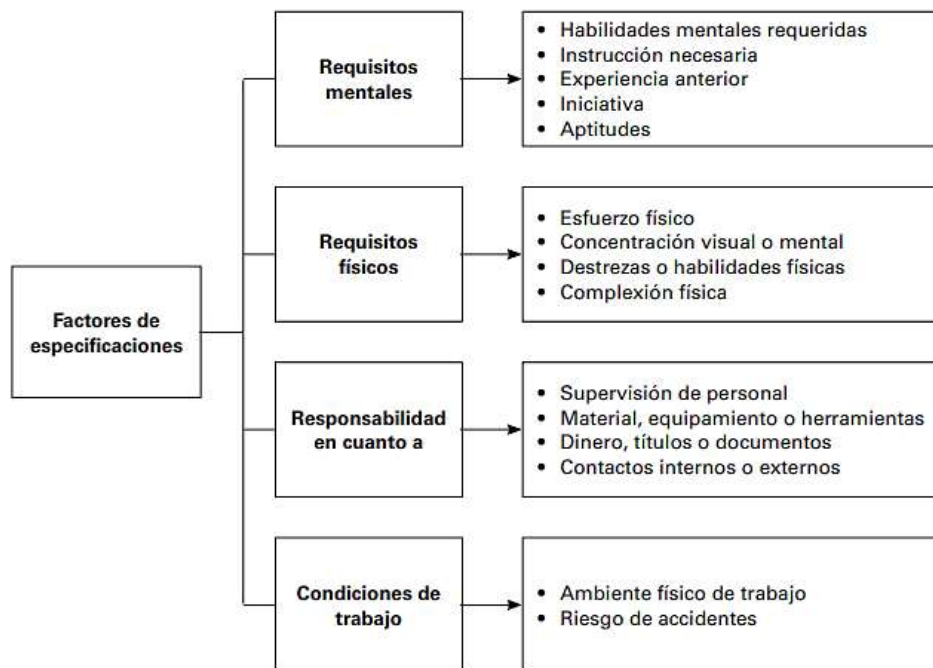 Factores de
especificaciones
Requisitos
mentales
• Habilidades mentales requeridas
• Instrucción necesaria
• Experiencia anterior
• Iniciativa
• Aptitudes
Requisitos
físicos
• Esfuerzo físico
• Concentración visual o mental
• Destrezas o habilidades físicas
• Complexión física
Responsabilidad
en cuanto a
• Supervisión de personal
• Material, equipamiento o herramientas
• Dinero, títulos o documentos
• Contactos internos o externos
Condiciones de
trabajo
• Ambiente físico de trabajo
• Riesgo de accidentes